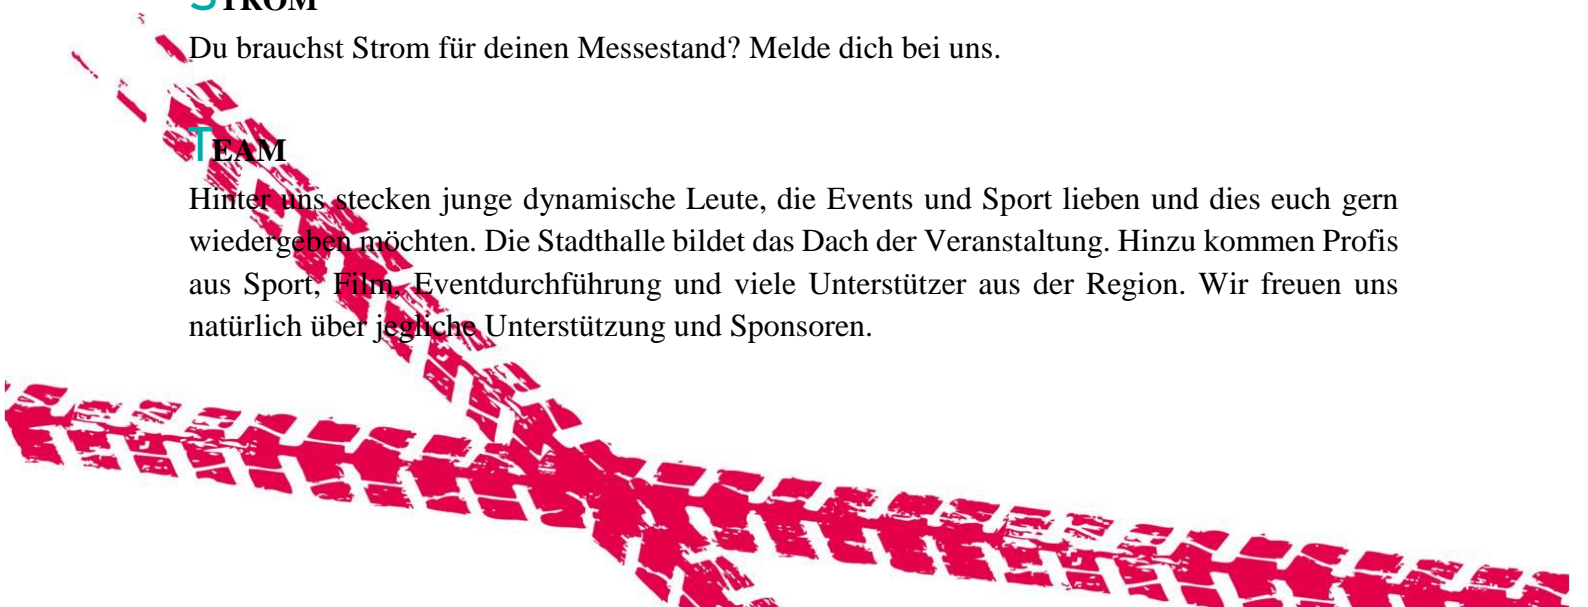 STROM
Du brauchst Strom für deinen Messestand? Melde dich bei uns.
TEAM
Hinter uns stecken junge dynamische Leute, die Events und Sport lieben und dies euch gern
wiedergeben möchten. Die Stadthalle bildet das Dach der Veranstaltung. Hinzu kommen Profis
aus Sport, Film, Eventdurchführung und viele Unterstützer aus der Region. Wir freuen uns
natürlich über jegliche Unterstützung und Sponsoren.